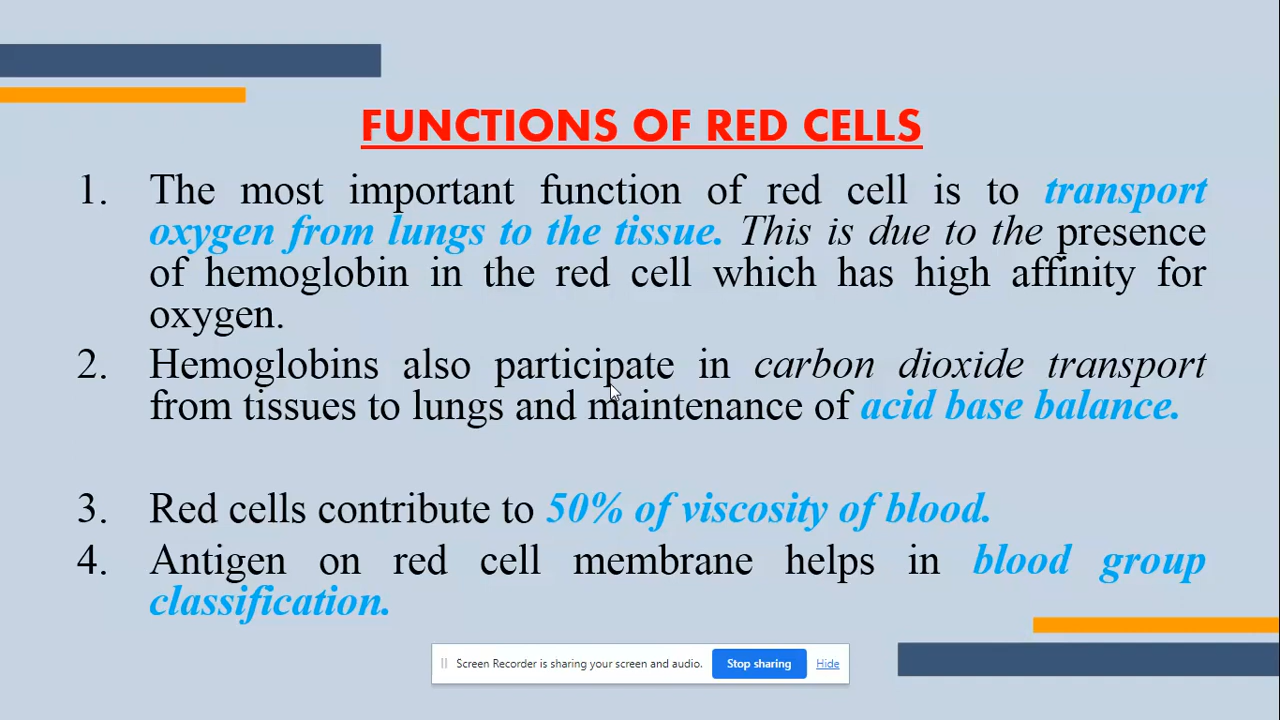 FUNCTIONS OF RED CELLS
1. The most important function of red cell is to transport
oxygen from lungs to the tissue. This is due to the presence
of hemoglobin in the red cell which has high affinity for
oxygen.
2. Hemoglobins also participate in carbon dioxide transport
from tissues to lungs and maintenance of acid base balance.
3. Red cells contribute to 50% of viscosity of blood.
4. Antigen on red cell membrane helps in blood group
classification.
Screen Recorder is sharing your screen and audio. Stop sharing Hide